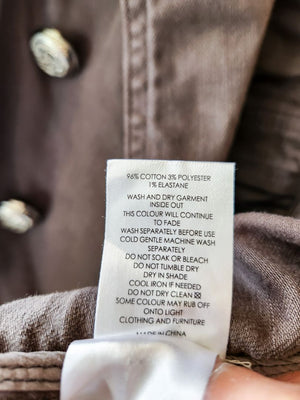 96% COTTON 3% POLYESTER
1% ELASTANE
WASH AND DRY GARMENT
INSIDE OUT
THIS COLOUR WILL CONTINUE
TO FADE
WASH SEPARATELY BEFORE USE
COLD GENTLE MACHINE WASH
SEPARATELY
DO NOT SOAK OR BLEACH
DO NOT TUMBLE DRY
DRY IN SHADE
COOL IRON IF NEEDED
DO NOT DRY CLEAN
SOME COLOUR MAY RUB OFF
ONTO LIGHT
CLOTHING AND FURNITURE
MADE IN CHINA